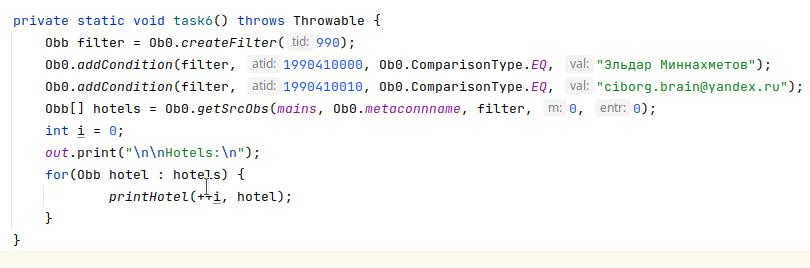 private static void task6() throws Throwable {
Obb filter = Ob0.createFilter( tid: 990);
Ob0.addCondition(filter, atid: 1990410000, Ob0.ComparisonType.EQ, val: "Эльдар Миннахметов");
Ob0.addCondition(filter, atid: 1990410010, Ob0.ComparisonType.EQ, val: "ciborg.brain@yandex.ru");
Obb[] hotels = Ob0.getSrcObs(mains, Ob0.metaconnname, filter, m: 0, entr: 0);
int i = 0;
out.print("\n\nHotels:\n");
for(Obb hotel : hotels) {
printHotel(++i, hotel);
}
}